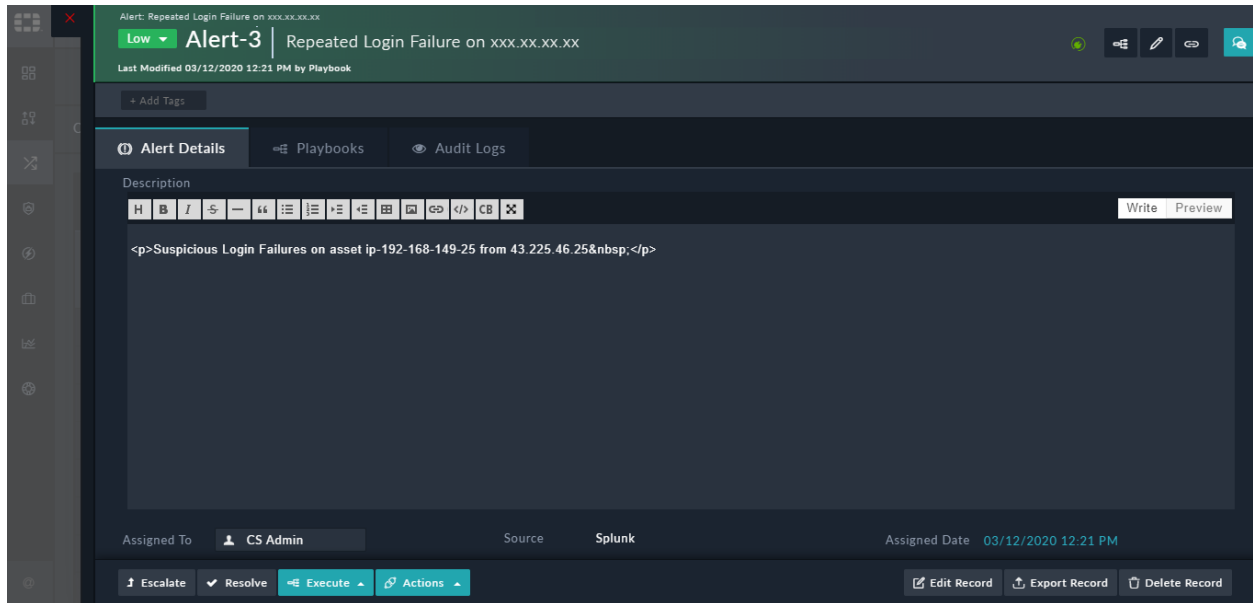 Alert: Repeated Login Failure on xxx.xx.xx.xx
Low Alert-3 Repeated Login Failure on xxx.xx.xx.xx
Last Modified 03/12/2020 12:21 PM by Playbook
+ Add Tags
Alert Details Playbooks Audit Logs
Description
H B I S CB Write Preview
<p>Suspicious Login Failures on asset ip-192-168-149-25 from 43.225.46.25&nbsp;</p>
Assigned To CS Admin Source Splunk Assigned Date 03/12/2020 12:21 PM
Escalate Resolve Execute Actions Edit Record Export Record Delete Record